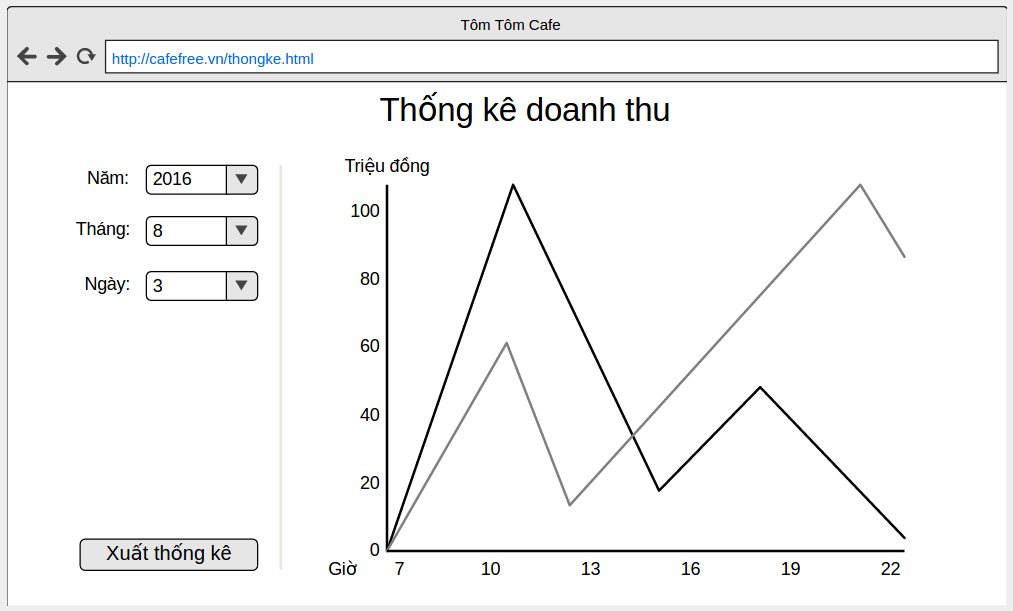 Tôm Tôm Cafe
http://cafefree.vn/thongke.html
Thống kê doanh thu
Năm: 2016
Tháng: 8
Ngày: 3
Xuất thống kê
Triệu đồng
100
80
60
40
20
0
Giờ 7 10 13 16 19 22